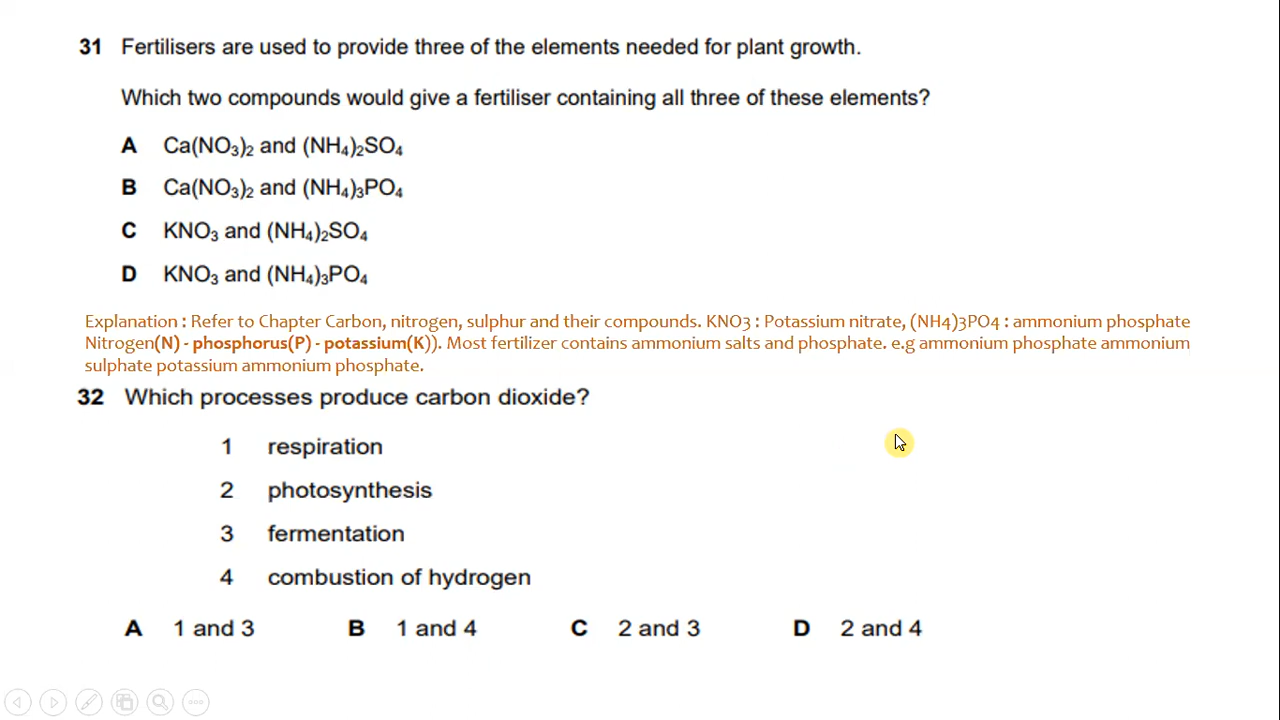 31 Fertilisers are used to provide three of the elements needed for plant growth.
Which two compounds would give a fertiliser containing all three of these elements?
A Ca(NO₃)₂ and (NH₄)₂SO₄
B Ca(NO₃)₂ and (NH₄)₃PO₄
C KNO₃ and (NH₄)₂SO₄
D KNO₃ and (NH₄)₃PO₄
Explanation : Refer to Chapter Carbon, nitrogen, sulphur and their compounds. KNO3 : Potassium nitrate, (NH4)3PO4 : ammonium phosphate
Nitrogen(N) - phosphorus(P) - potassium(K)). Most fertilizer contains ammonium salts and phosphate. e.g ammonium phosphate ammonium
sulphate potassium ammonium phosphate.
32 Which processes produce carbon dioxide?
1 respiration
2 photosynthesis
3 fermentation
4 combustion of hydrogen
A 1 and 3 B 1 and 4 C 2 and 3 D 2 and 4